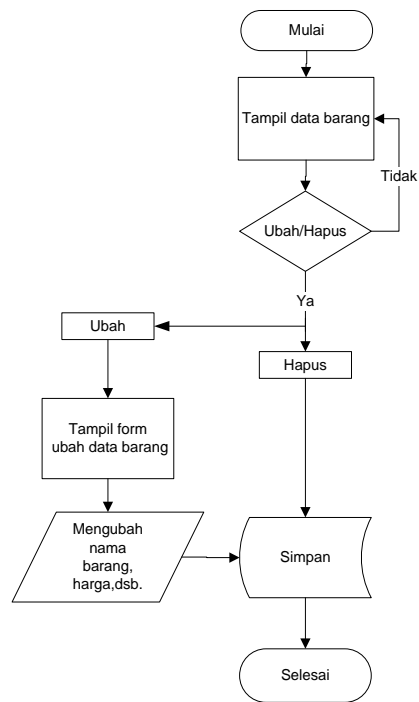 Mulai
Tampil data barang
Tidak
Ubah/Hapus
Ya
Ubah
Hapus
Tampil form
ubah data barang
Mengubah
nama
barang,
harga,dsb.
Simpan
Selesai